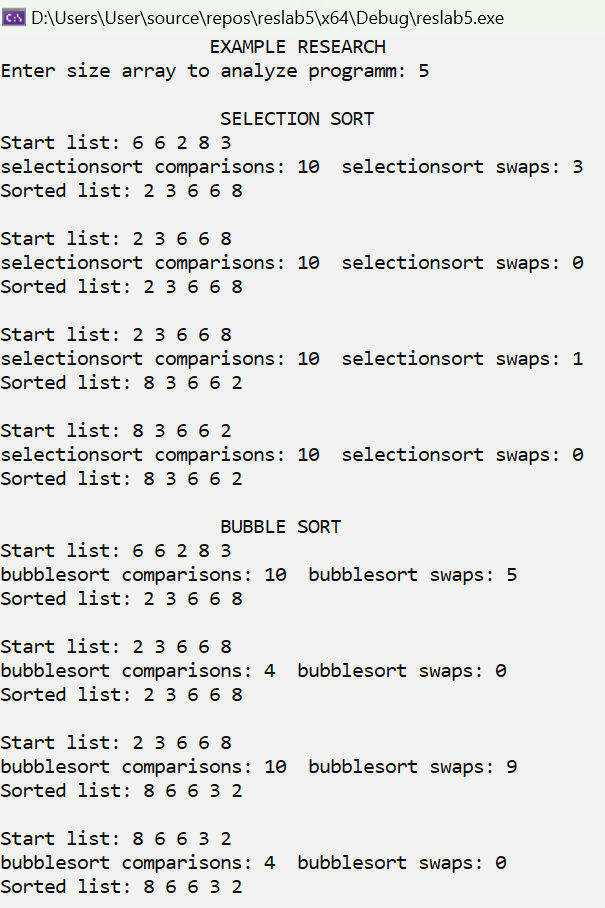 D:\Users\User\source\repos\reslab5\x64\Debug\reslab5.exe
EXAMPLE RESEARCH
Enter size array to analyze programm: 5
SELECTION SORT
Start list: 6 6 2 8 3
selectionsort comparisons: 10  selectionsort swaps: 3
Sorted list: 2 3 6 6 8
Start list: 2 3 6 6 8
selectionsort comparisons: 10  selectionsort swaps: 0
Sorted list: 2 3 6 6 8
Start list: 2 3 6 6 8
selectionsort comparisons: 10  selectionsort swaps: 1
Sorted list: 8 3 6 6 2
Start list: 8 3 6 6 2
selectionsort comparisons: 10  selectionsort swaps: 0
Sorted list: 8 3 6 6 2
BUBBLE SORT
Start list: 6 6 2 8 3
bubblesort comparisons: 10  bubblesort swaps: 5
Sorted list: 2 3 6 6 8
Start list: 2 3 6 6 8
bubblesort comparisons: 4  bubblesort swaps: 0
Sorted list: 2 3 6 6 8
Start list: 2 3 6 6 8
bubblesort comparisons: 10  bubblesort swaps: 9
Sorted list: 8 6 6 3 2
Start list: 8 6 6 3 2
bubblesort comparisons: 4  bubblesort swaps: 0
Sorted list: 8 6 6 3 2